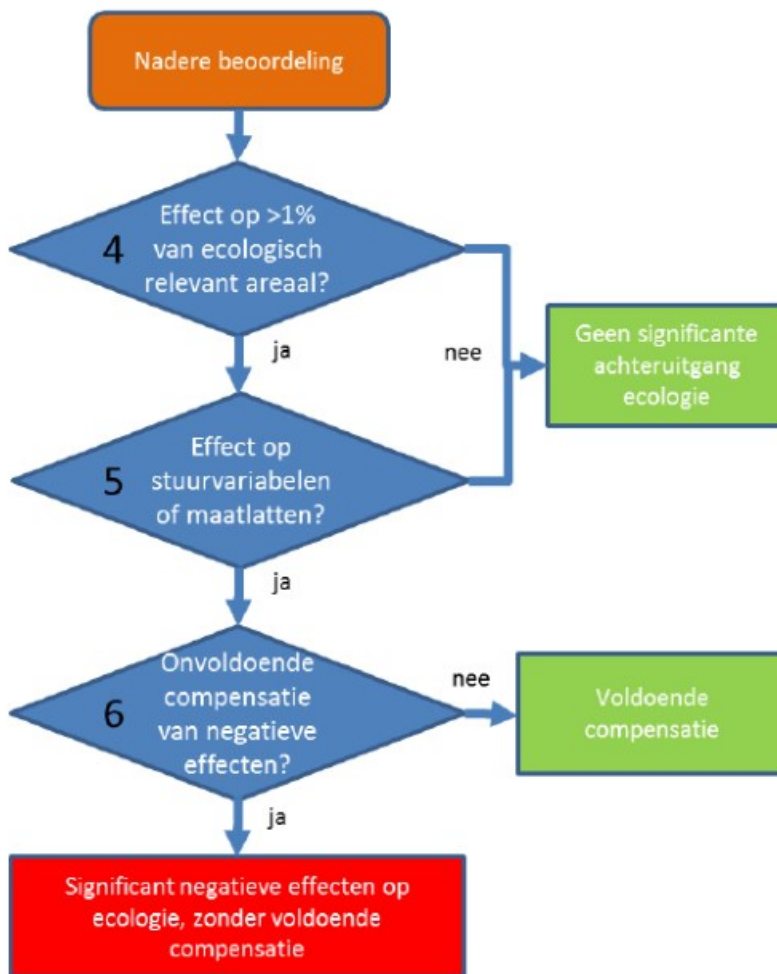 Nadere beoordeling
4
Effect op >1%
van ecologisch
relevant areaal?
ja
nee
Geen significante
achteruitgang
ecologie
5
Effect op
stuurvariabelen
of maatlatten?
ja
6
Onvoldoende
compensatie
van negatieve
effecten?
nee
Voldoende
compensatie
ja
Significant negatieve effecten op
ecologie, zonder voldoende
compensatie